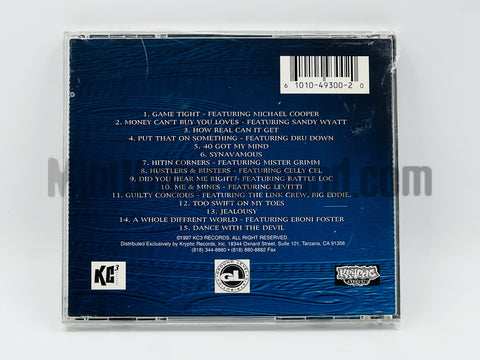 6 10104-9300-2 0
1. GAME TIGHT - FEATURING MICHAEL COOPER
2. MONEY CAN'T BUY YOU LOVES - FEATURING SANDY WYATT
3. HOW REAL CAN IT GET
4. PUT THAT ON SOMETHING - FEATURING DRU DOWN
5. 40 GOT MY MIND
6. SYNAVAMOUS
7. HITIN CORNERS - FEATURING MISTER GRIMM
8. HUSTLERS & BUSTERS - FEATURING CELLY CEL
9. DID YOU HEAR ME RIGHT? - FEATURING BATTLE LOC
10. ME & MINES - FEATURING LEVITTI
11. GUILTY CONCIOUS - FEATURING THE LINK CREW, BIG EDDIE.
12. TOO SWIFT ON MY TOES
13. JEALOUSY
14. A WHOLE DIFFRENT WORLD - FEATURING EBONI FOSTER
15. DANCE WITH THE DEVIL
©1997 KC3 RECORDS. ALL RIGHT RESERVED.
Distributed Exclusively by Kryptic Records, Inc. 18344 Oxnard Street, Suite 101, Tarzana, CA 91356
(818) 344-8880 • (818) 880-8882 Fax
KC3
GL
KRYPTIC